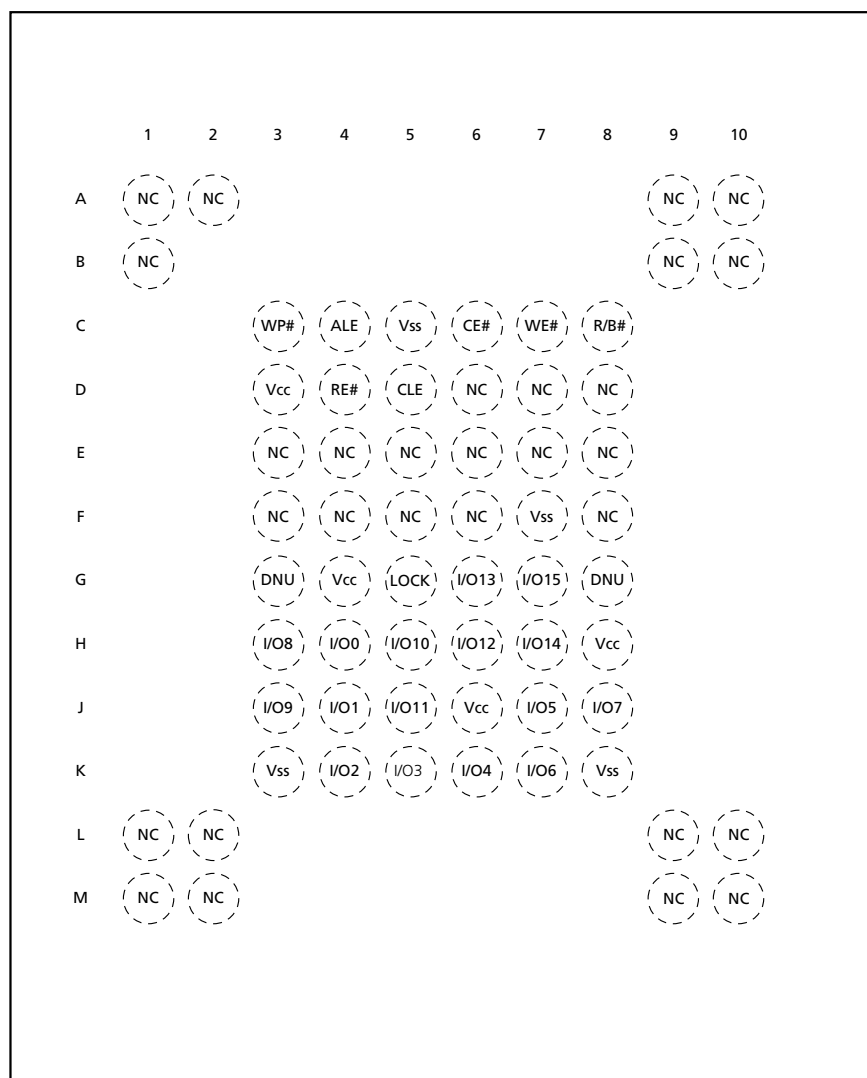 1 2 3 4 5 6 7 8 9 10
A NC NC NC NC
B NC NC NC
C WP# ALE Vss CE# WE# R/B#
D Vcc RE# CLE NC NC NC
E NC NC NC NC NC NC
F NC NC NC NC Vss NC
G DNU Vcc LOCK I/O13 I/O15 DNU
H I/O8 I/O0 I/O10 I/O12 I/O14 Vcc
J I/O9 I/O1 I/O11 Vcc I/O5 I/O7
K Vss I/O2 I/O3 I/O4 I/O6 Vss
L NC NC NC NC
M NC NC NC NC